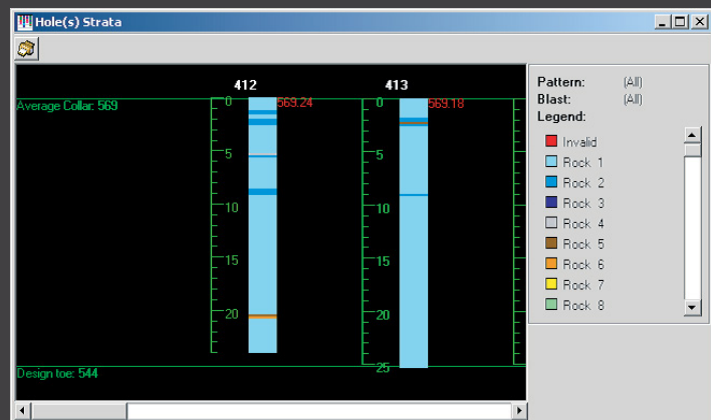 Hole(s) Strata
412
413
Average Collar: 569
569.24
569.18
0
5
10
15
20
0
5
10
15
20
25
Design toe: 544
Pattern: (All)
Blast: (All)
Legend:
Invalid
Rock 1
Rock 2
Rock 3
Rock 4
Rock 5
Rock 6
Rock 7
Rock 8